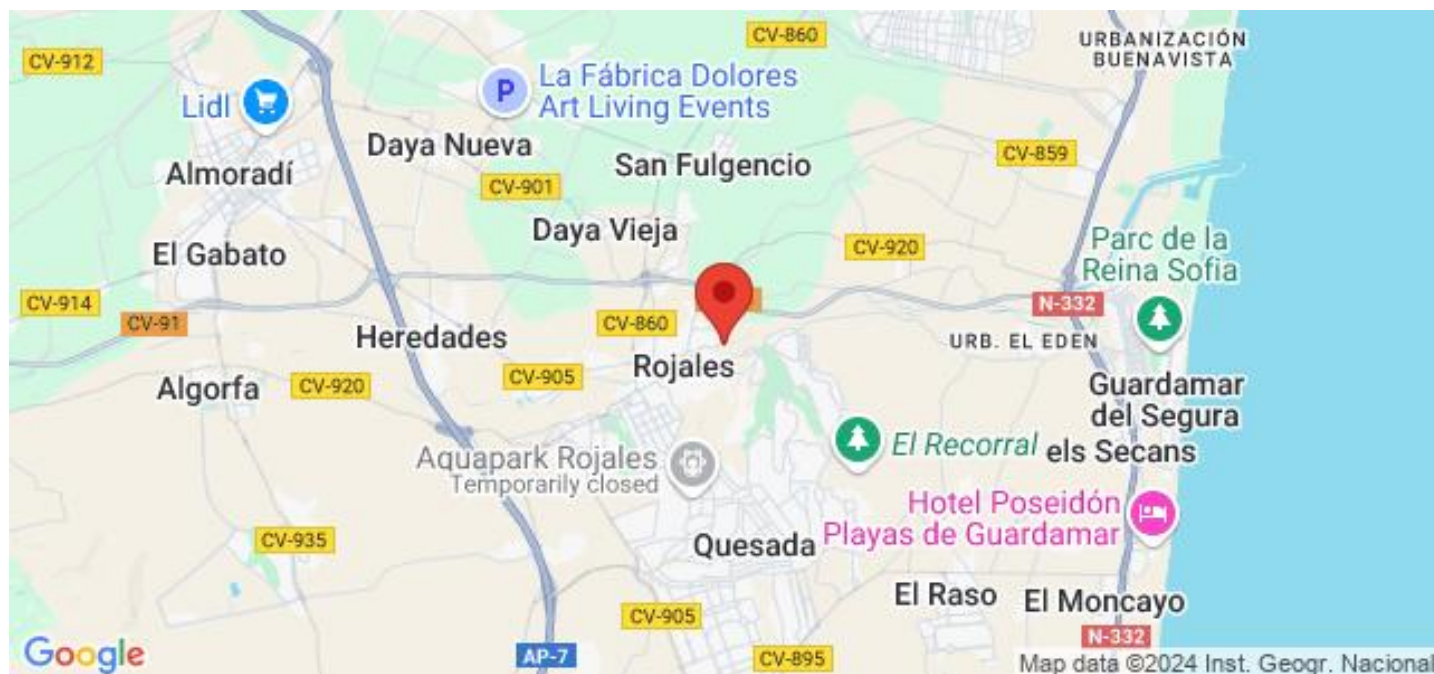 CV-860
URBANIZACIÓN
BUENAVISTA
CV-912
La Fábrica Dolores
Art Living Events
P
Lidl
Daya Nueva
CV-859
San Fulgencio
Almoradí
CV-901
Daya Vieja
Parc de la
Reina Sofia
El Gabato
CV-920
CV-914
N-332
CV-91
CV-860
Heredades
URB. EL EDEN
Rojales
CV-905
Algorfa
CV-920
Guardamar
del Segura
El Recorral
els Secans
Aquapark Rojales
Temporarily closed
Hotel Poseidón
Playas de Guardamar
CV-935
Quesada
El Raso
El Moncayo
CV-905
N-332
Google
AP-7
CV-895
Map data ©2024 Inst. Geogr. Nacional